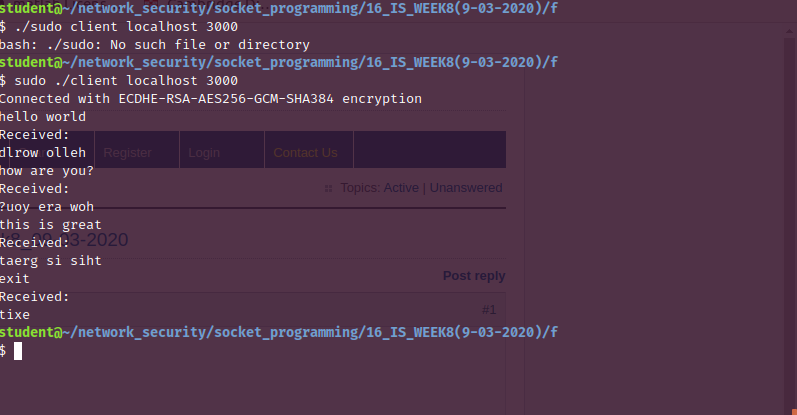 student@~/network_security/socket_programming/16_IS_WEEK8(9-03-2020)/f
$ ./sudo client localhost 3000
bash: ./sudo: No such file or directory
student@~/network_security/socket_programming/16_IS_WEEK8(9-03-2020)/f
$ sudo ./client localhost 3000
Connected with ECDHE-RSA-AES256-GCM-SHA384 encryption
hello world
Received:
dlrow olleh
Register Login Contact Us
how are you?
Received:
Topics: Active | Unanswered
?uoy era woh
this is great
Received:
03-2020
taerg si siht
exit
Post reply
Received:
#1
tixe
student@~/network_security/socket_programming/16_IS_WEEK8(9-03-2020)/f
$